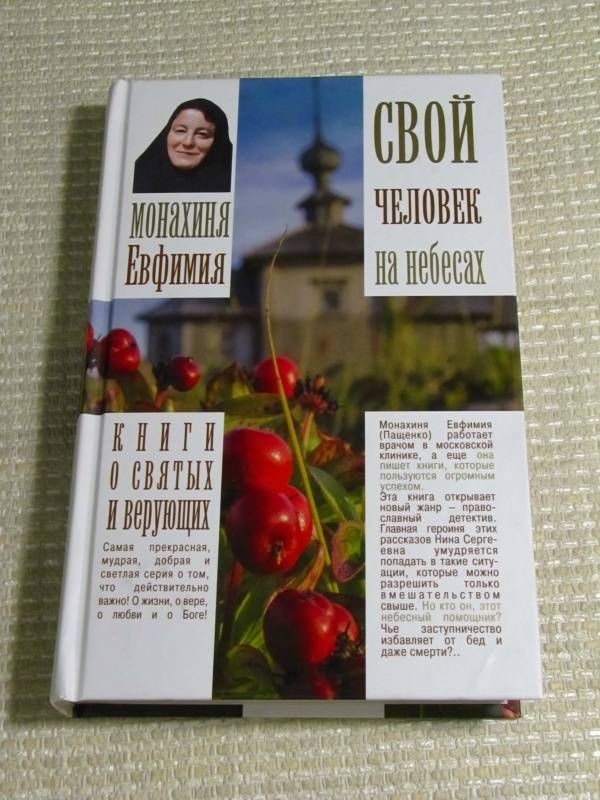 монахиня
Евфимия
СВОЙ
человек
на небесах
книги
о святых
и верующих
Самая прекрасная,
мудрая, добрая и
светлая серия о том,
что действительно
важно! О жизни, о вере,
о любви и о Боге!
Монахиня Евфимия
(Пащенко) работает
врачом в московской
клинике, а еще она
пишет книги, которые
пользуются огромным
успехом.
Эта книга открывает
новый жанр – право-
славный детектив.
Главная героиня этих
рассказов Нина Серге-
евна умудряется
попадать в такие ситу-
ации, которые можно
разрешить только
вмешательством
свыше. Но кто он, этот
небесный помощник?
Чье заступничество
избавляет от бед и
даже смерти?..